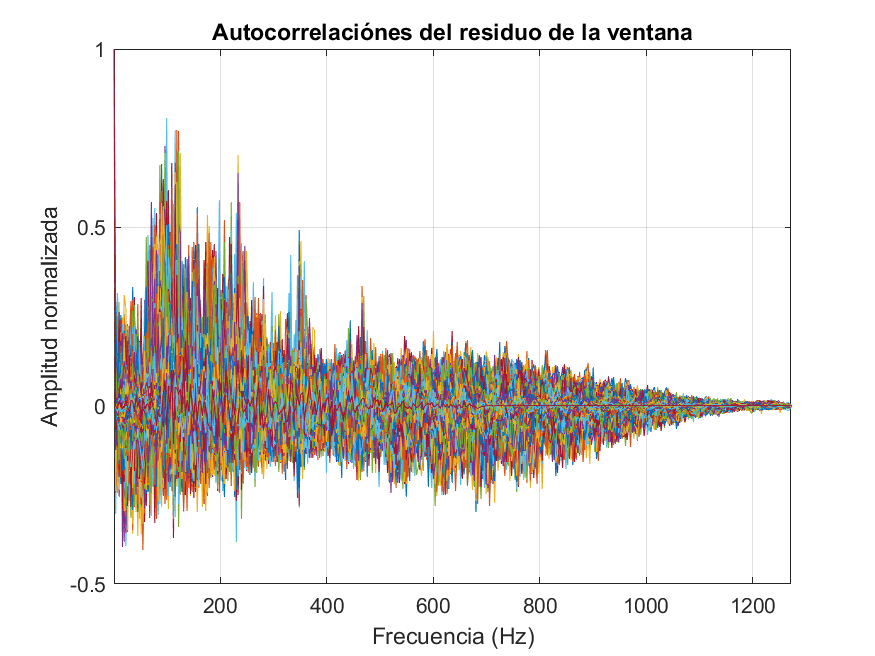 Autocorrelaciónes del residuo de la ventana
1
0.5
0
-0.5
Amplitud normalizada
200 400 600 800 1000 1200
Frecuencia (Hz)